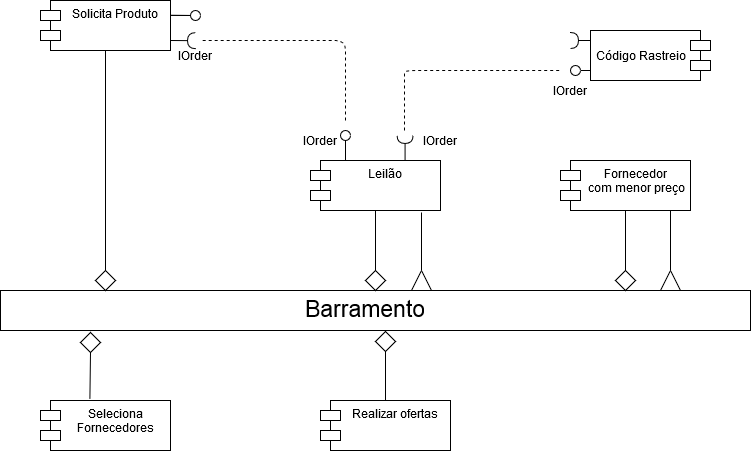 Solicita Produto
IOrder
Código Rastreio
IOrder
IOrder
IOrder
Leilão
Fornecedor
com menor preço
Barramento
Seleciona
Fornecedores
Realizar ofertas